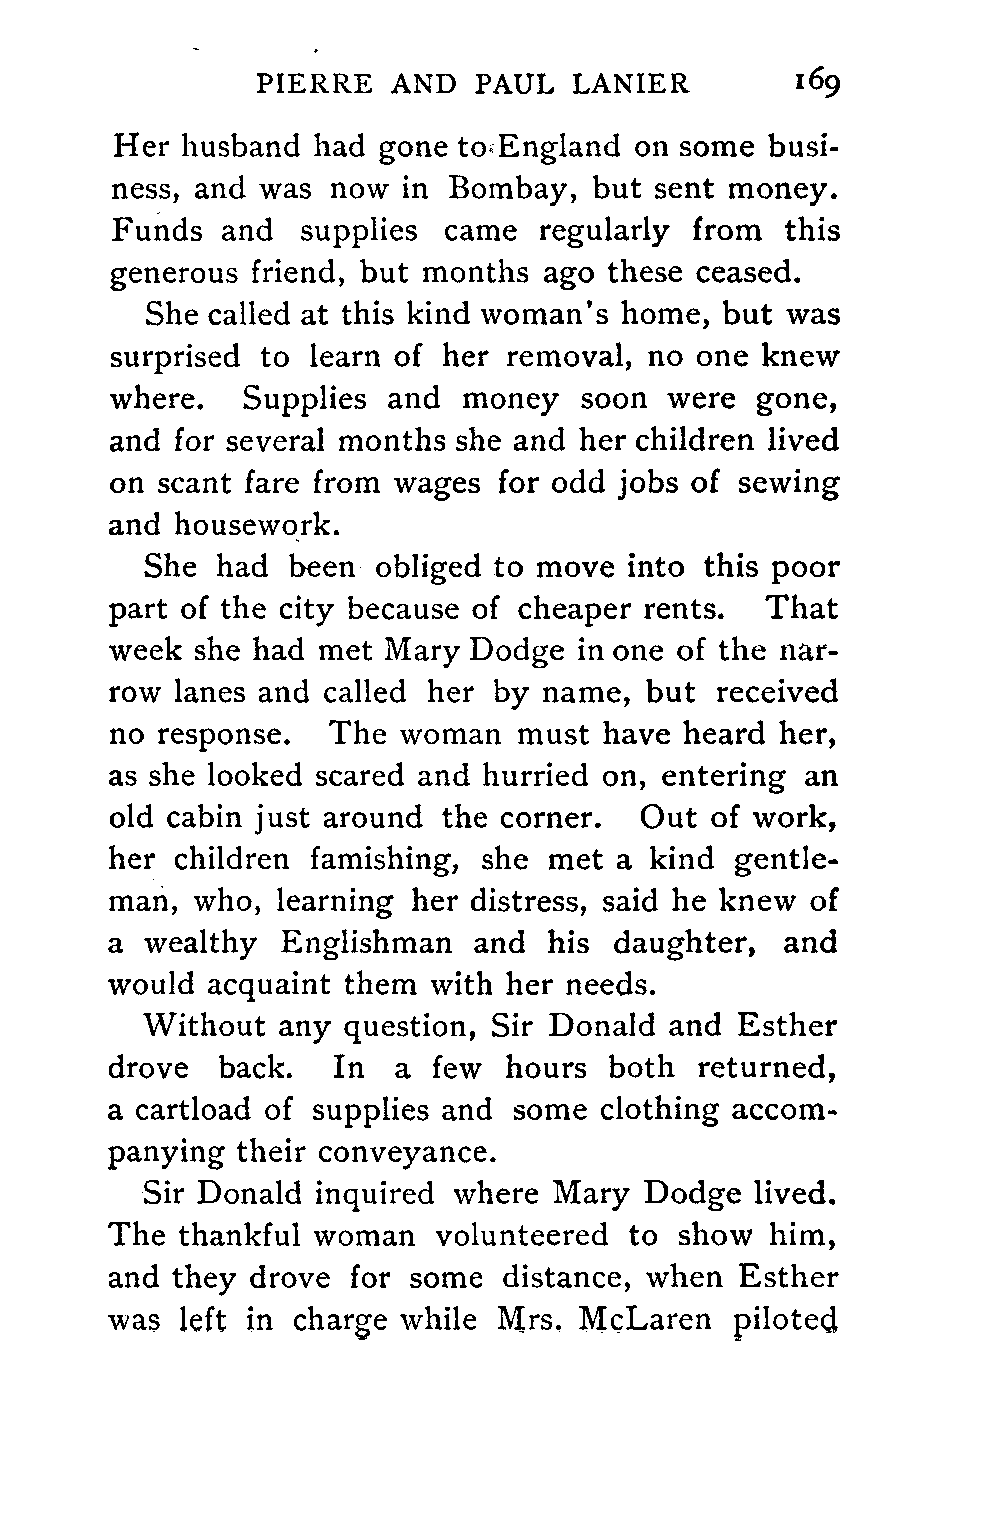 PIERRE AND PAUL LANIER 169
Her husband had gone to England on some busi-
ness, and was now in Bombay, but sent money.
Funds and supplies came regularly from this
generous friend, but months ago these ceased.
She called at this kind woman's home, but was
surprised to learn of her removal, no one knew
where. Supplies and money soon were gone,
and for several months she and her children lived
on scant fare from wages for odd jobs of sewing
and housework.
She had been obliged to move into this poor
part of the city because of cheaper rents. That
week she had met Mary Dodge in one of the nar-
row lanes and called her by name, but received
no response. The woman must have heard her,
as she looked scared and hurried on, entering an
old cabin just around the corner. Out of work,
her children famishing, she met a kind gentle-
man, who, learning her distress, said he knew of
a wealthy Englishman and his daughter, and
would acquaint them with her needs.
Without any question, Sir Donald and Esther
drove back. In a few hours both returned,
a cartload of supplies and some clothing accom-
panying their conveyance.
Sir Donald inquired where Mary Dodge lived.
The thankful woman volunteered to show him,
and they drove for some distance, when Esther
was left in charge while Mrs. McLaren piloted